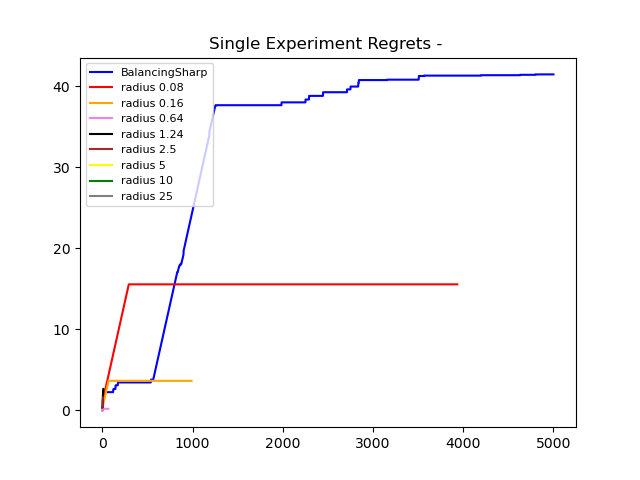 Single Experiment Regrets -
BalancingSharp
radius 0.08
radius 0.16
radius 0.64
radius 1.24
radius 2.5
radius 5
radius 10
radius 25
40
30
20
10
0
0 1000 2000 3000 4000 5000